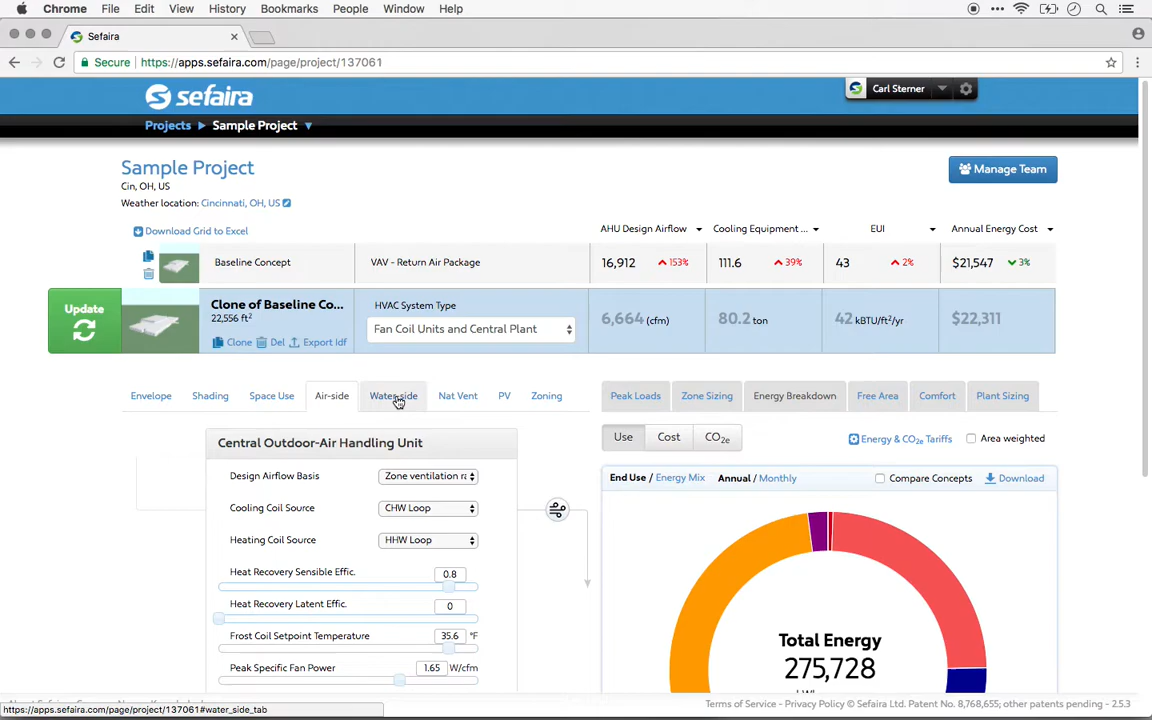 Chrome File Edit View History Bookmarks People Window Help
Sefaira
Secure https://apps.sefaira.com/page/project/137061
sefaira
Carl Sterner
Projects Sample Project
Sample Project
Manage Team
Cin, OH, US
Weather location: Cincinnati, OH, US
Download Grid to Excel
AHU Design Airflow Cooling Equipment ... EUI Annual Energy Cost
Baseline Concept VAV - Return Air Package 16,912 153% 111.6 39% 43 2% $21,547 3%
Update
Clone of Baseline Co...
22,556 ft²
Clone Del Export Idf
HVAC System Type
Fan Coil Units and Central Plant
6,664 (cfm) 80.2 ton 42 kBTU/ft²/yr $22,311
Envelope Shading Space Use Air-side Water-side Nat Vent PV Zoning
Peak Loads Zone Sizing Energy Breakdown Free Area Comfort Plant Sizing
Central Outdoor-Air Handling Unit
Design Airflow Basis Zone ventilation ra
Cooling Coil Source CHW Loop
Heating Coil Source HHW Loop
Heat Recovery Sensible Effic. 0.8
Heat Recovery Latent Effic. 0
Frost Coil Setpoint Temperature 35.6 °F
Peak Specific Fan Power 1.65 W/cfm
Use Cost CO₂e
Energy & CO₂e Tariffs Area weighted
End Use / Energy Mix Annual / Monthly Compare Concepts Download
Total Energy
275,728
Terms of Service - Privacy Policy © Sefaira Ltd. Patent No. 8,768,655; other patents pending - 2.5.3
https://apps.sefaira.com/page/project/137061#water_side_tab